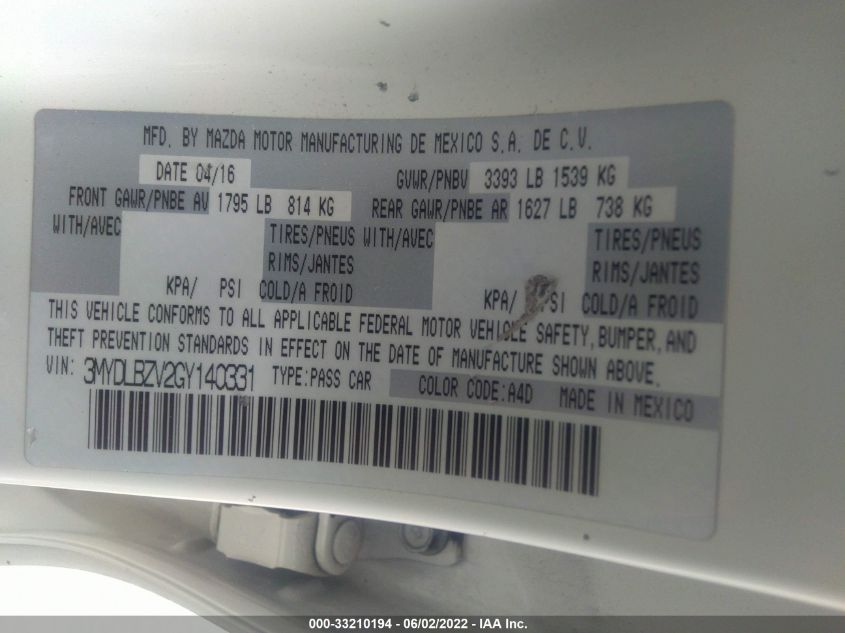 MFD. BY MAZDA MOTOR MANUFACTURING DE MEXICO S.A. DE C.V.
DATE 04/16 GVWR/PNBV 3393 LB 1539 KG
FRONT GAWR/PNBE AV 1795 LB 814 KG REAR GAWR/PNBE AR 1627 LB 738 KG
WITH/AVEC TIRES/PNEUS WITH/AVEC TIRES/PNEUS
RIMS/JANTES RIMS/JANTES
KPA/ PSI COLD/A FROID KPA/ PSI COLD/A FROID
THIS VEHICLE CONFORMS TO ALL APPLICABLE FEDERAL MOTOR VEHICLE SAFETY, BUMPER, AND
THEFT PREVENTION STANDARDS IN EFFECT ON THE DATE OF MANUFACTURE SHOWN ABOVE.
VIN: 3MYDLBZV2GY140331 TYPE:PASS CAR COLOR CODE:A4D MADE IN MEXICO
000-33210194 - 06/02/2022 - IAA Inc.